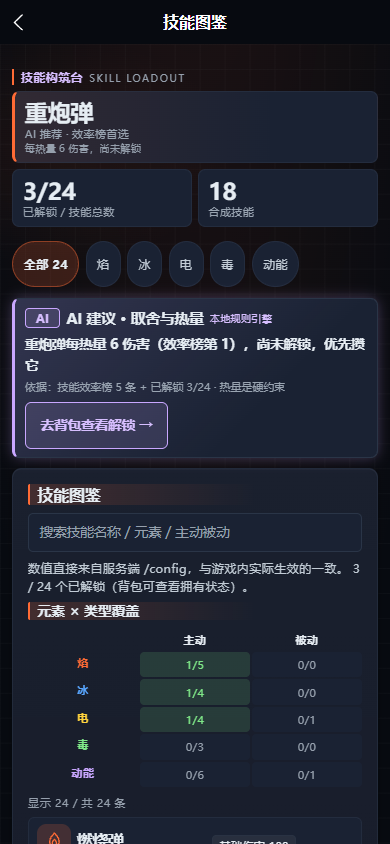 技能图鉴
技能构筑台 SKILL LOADOUT
重炮弹
AI 推荐 · 效率榜首选
每热量 6 伤害，尚未解锁
3/24
已解锁 / 技能总数
18
合成技能
全部 24
焰
冰
电
毒
动能
AI AI 建议 · 取舍与热量 本地规则引擎
重炮弹每热量 6 伤害（效率榜第 1），尚未解锁，优先攒
它
依据：技能效率榜 5 条 + 已解锁 3/24 · 热量是硬约束
去背包查看解锁 →
技能图鉴
搜索技能名称 / 元素 / 主动被动
数值直接来自服务端 /config，与游戏内实际生效的一致。 3
/ 24 个已解锁（背包可查看拥有状态）。
元素 × 类型覆盖
主动 被动
焰 1/5 0/0
冰 1/4 0/0
电 1/4 0/1
毒 0/3 0/0
动能 0/6 0/1
显示 24 / 共 24 条
燃烧弹